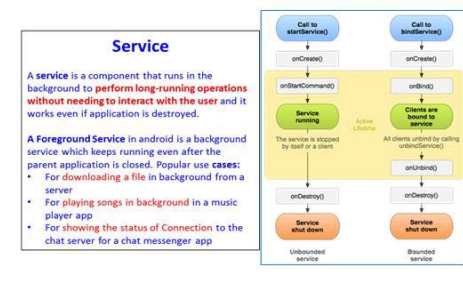 Service
A service is a component that runs in the
background to perform long-running operations
without needing to interact with the user and it
works even if application is destroyed.
A Foreground Service in android is a background
service which keeps running even after the
parent application is closed. Popular use cases:
• For downloading a file in background from a
server
• For playing songs in background in a music
player app
• For showing the status of Connection to the
chat server for a chat messenger app
Call to
startService()
onCreate()
onStartCommand()
Service
running
The service is stopped
by itself or a client
onDestroy()
Service
shut down
Unbounded
service
Active
Lifetime
Call to
bindService()
onCreate()
onBind()
Clients are
bound to
service
All clients unbind by calling
unbindService()
onUnbind()
onDestroy()
Service
shut down
Bounded
service